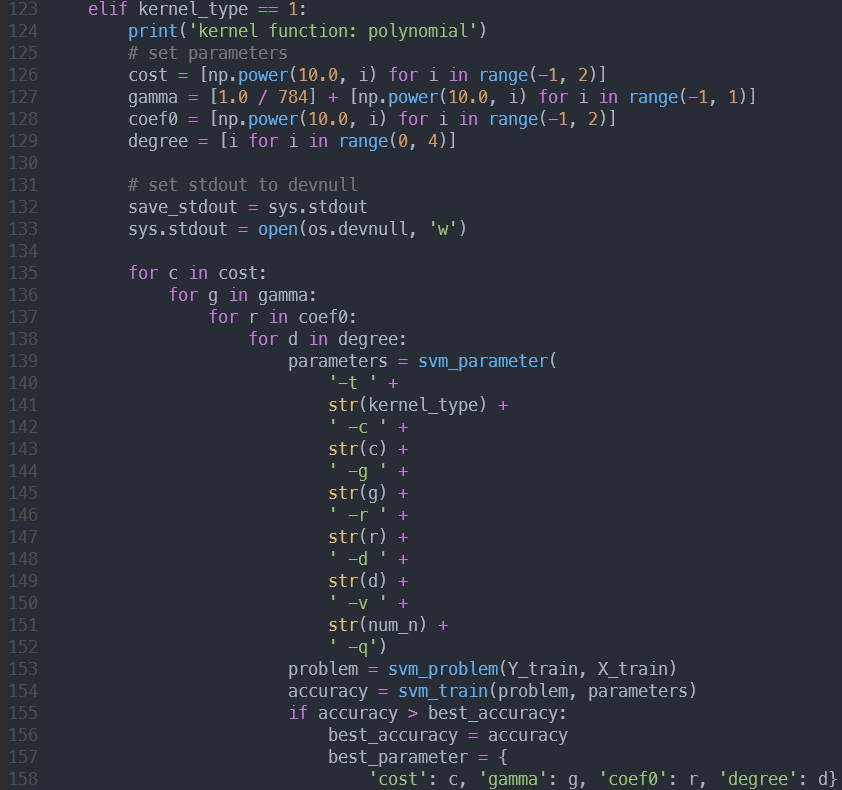 123 elif kernel_type == 1:
124 print('kernel function: polynomial')
125 # set parameters
126 cost = [np.power(10.0, i) for i in range(-1, 2)]
127 gamma = [1.0 / 784] + [np.power(10.0, i) for i in range(-1, 1)]
128 coef0 = [np.power(10.0, i) for i in range(-1, 2)]
129 degree = [i for i in range(0, 4)]
130
131 # set stdout to devnull
132 save_stdout = sys.stdout
133 sys.stdout = open(os.devnull, 'w')
134
135 for c in cost:
136 for g in gamma:
137 for r in coef0:
138 for d in degree:
139 parameters = svm_parameter(
140 '-t ' +
141 str(kernel_type) +
142 ' -c ' +
143 str(c) +
144 ' -g ' +
145 str(g) +
146 ' -r ' +
147 str(r) +
148 ' -d ' +
149 str(d) +
150 ' -v ' +
151 str(num_n) +
152 ' -q')
153 problem = svm_problem(Y_train, X_train)
154 accuracy = svm_train(problem, parameters)
155 if accuracy > best_accuracy:
156 best_accuracy = accuracy
157 best_parameter = {
158 'cost': c, 'gamma': g, 'coef0': r, 'degree': d}